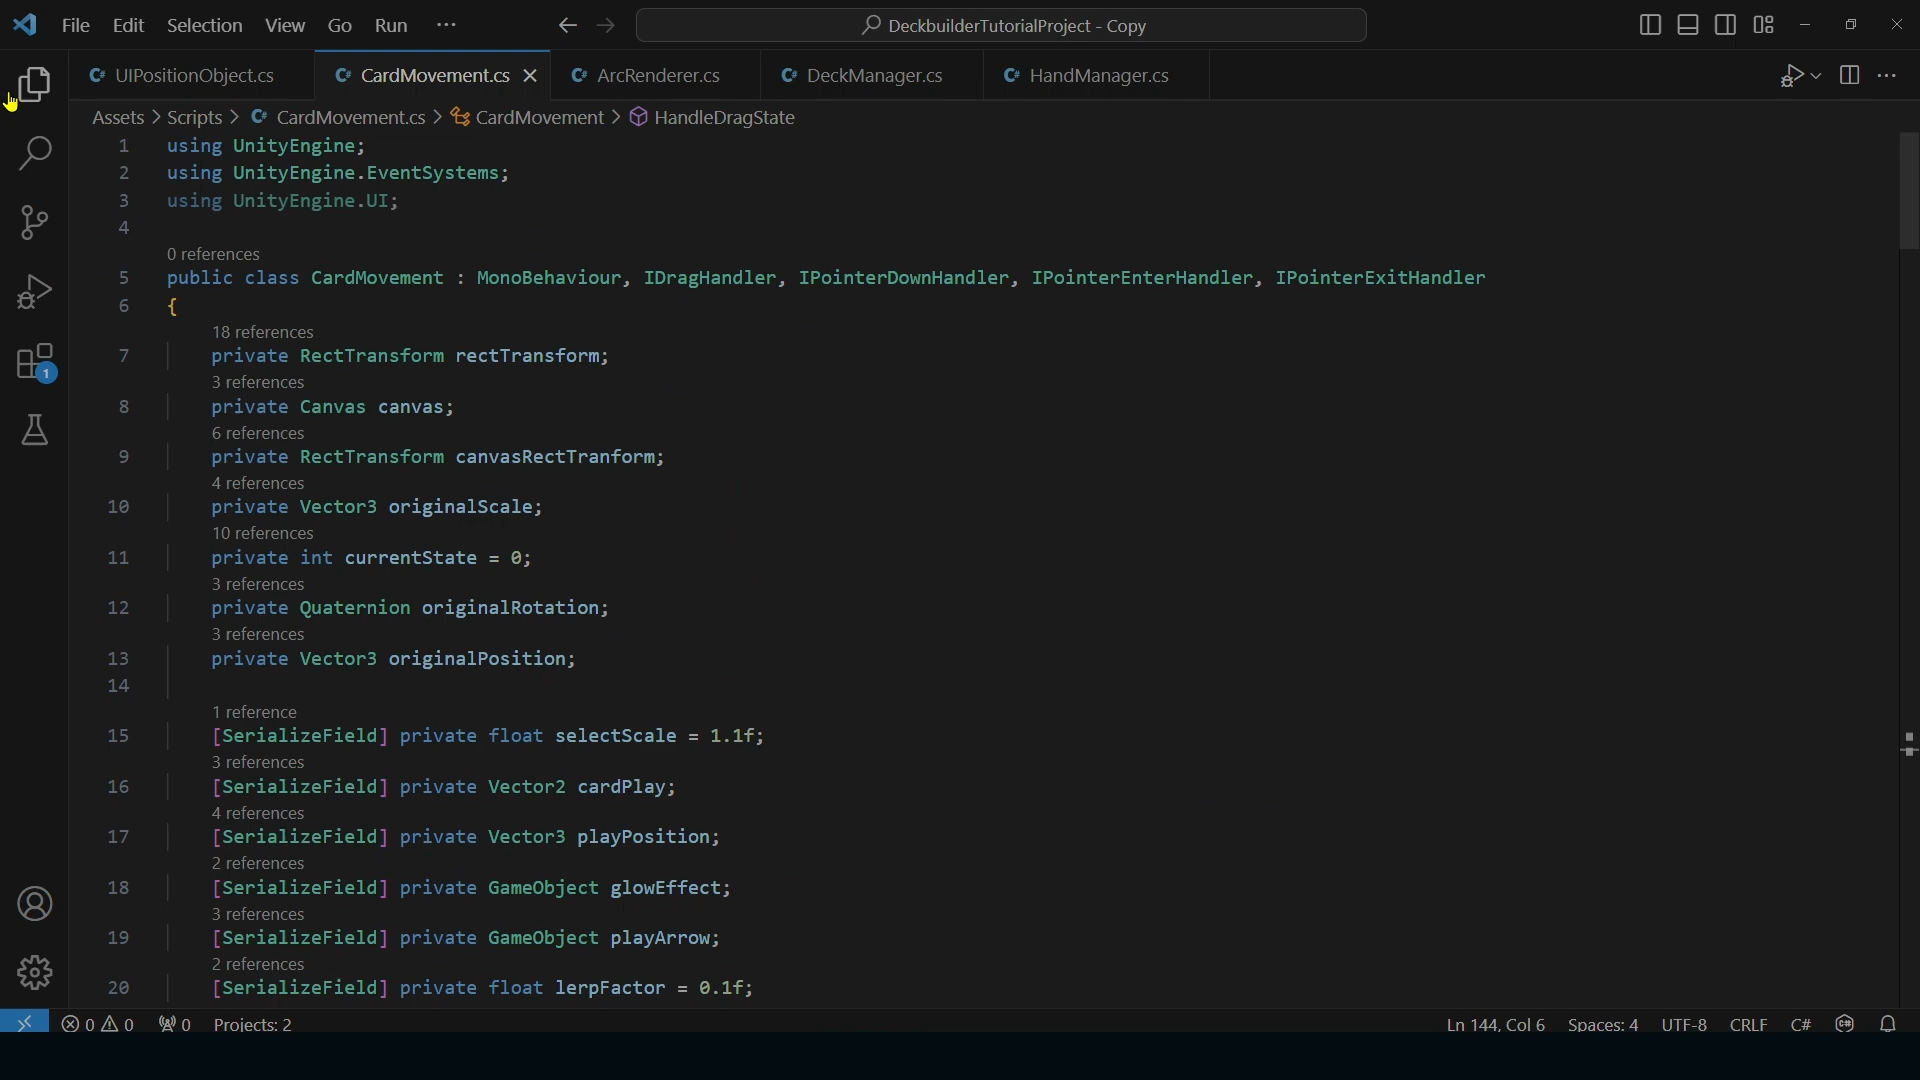 File Edit Selection View Go Run ···
DeckbuilderTutorialProject - Copy
UIPositionObject.cs CardMovement.cs ArcRenderer.cs DeckManager.cs HandManager.cs
Assets > Scripts > CardMovement.cs > CardMovement > HandleDragState
1 using UnityEngine;
2 using UnityEngine.EventSystems;
3 using UnityEngine.UI;
4
0 references
5 public class CardMovement : MonoBehaviour, IDragHandler, IPointerDownHandler, IPointerEnterHandler, IPointerExitHandler
6 {
18 references
7 private RectTransform rectTransform;
3 references
8 private Canvas canvas;
6 references
9 private RectTransform canvasRectTranform;
4 references
10 private Vector3 originalScale;
10 references
11 private int currentState = 0;
3 references
12 private Quaternion originalRotation;
3 references
13 private Vector3 originalPosition;
14
1 reference
15 [SerializeField] private float selectScale = 1.1f;
3 references
16 [SerializeField] private Vector2 cardPlay;
4 references
17 [SerializeField] private Vector3 playPosition;
2 references
18 [SerializeField] private GameObject glowEffect;
3 references
19 [SerializeField] private GameObject playArrow;
2 references
20 [SerializeField] private float lerpFactor = 0.1f;
1
0 0 0 Projects: 2 Ln 144, Col 6 Spaces: 4 UTF-8 CRLF C#